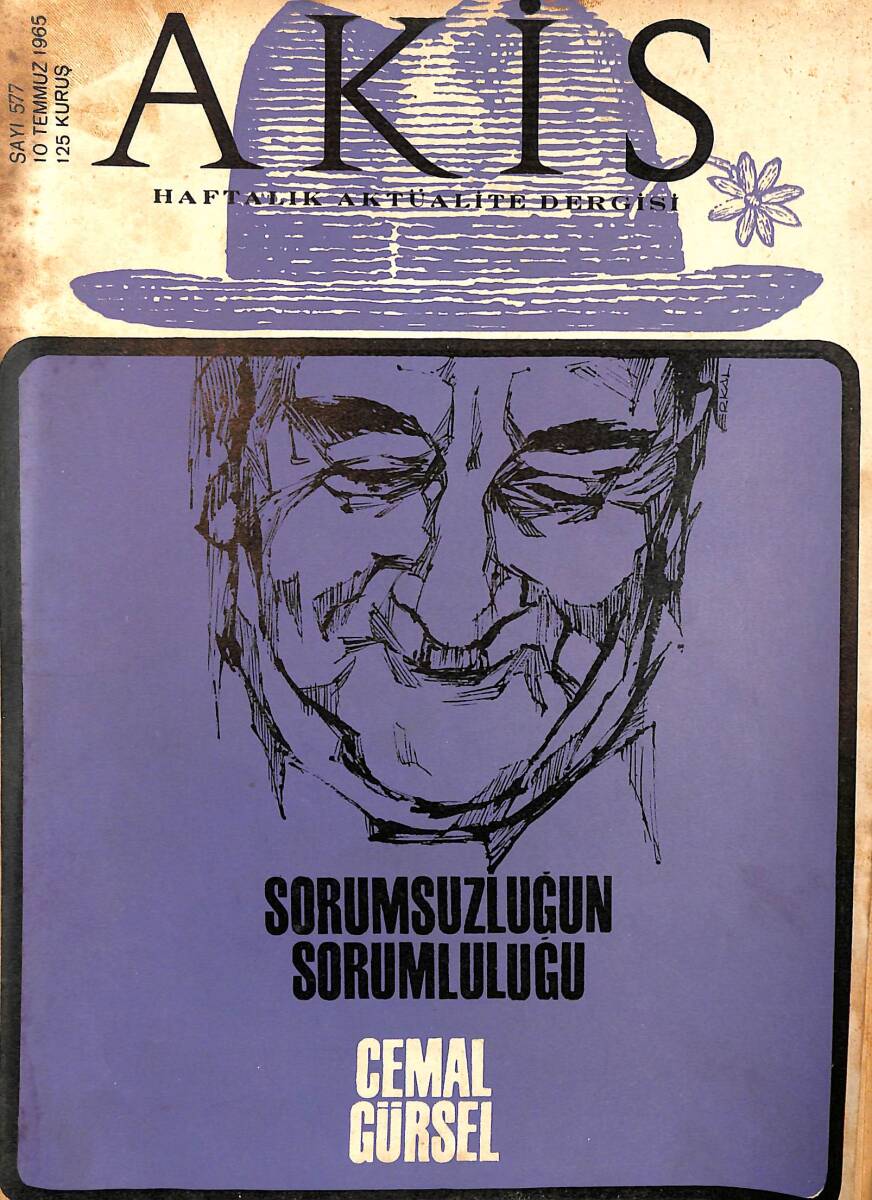 SAYI 577
10 TEMMUZ 1965
125 KURUŞ
AKİS
HAFTALIK AKTÜALİTE DERGİSİ
ERKAL
SORUMSUZLUĞUN
SORUMLULUĞU
CEMAL
GÜRSEL